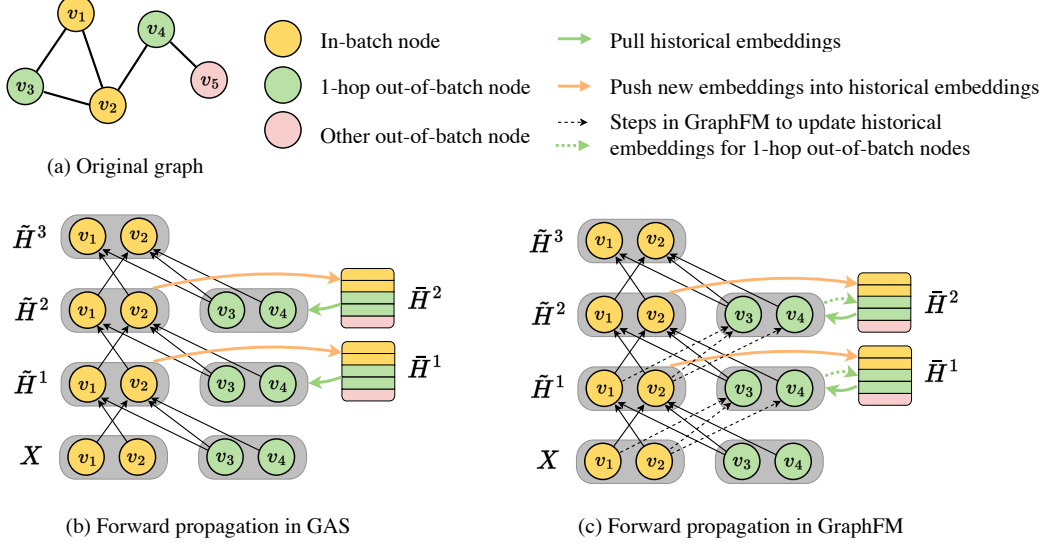 v₁
v₄
v₃
v₅
v₂
(a) Original graph
In-batch node
1-hop out-of-batch node
Other out-of-batch node
Pull historical embeddings
Push new embeddings into historical embeddings
Steps in GraphFM to update historical
embeddings for 1-hop out-of-batch nodes
H̃³ v₁ v₂
H̃² v₁ v₂ v₃ v₄ H̄²
H̃¹ v₁ v₂ v₃ v₄ H̄¹
X v₁ v₂ v₃ v₄
(b) Forward propagation in GAS
H̃³ v₁ v₂
H̃² v₁ v₂ v₃ v₄ H̄²
H̃¹ v₁ v₂ v₃ v₄ H̄¹
X v₁ v₂ v₃ v₄
(c) Forward propagation in GraphFM